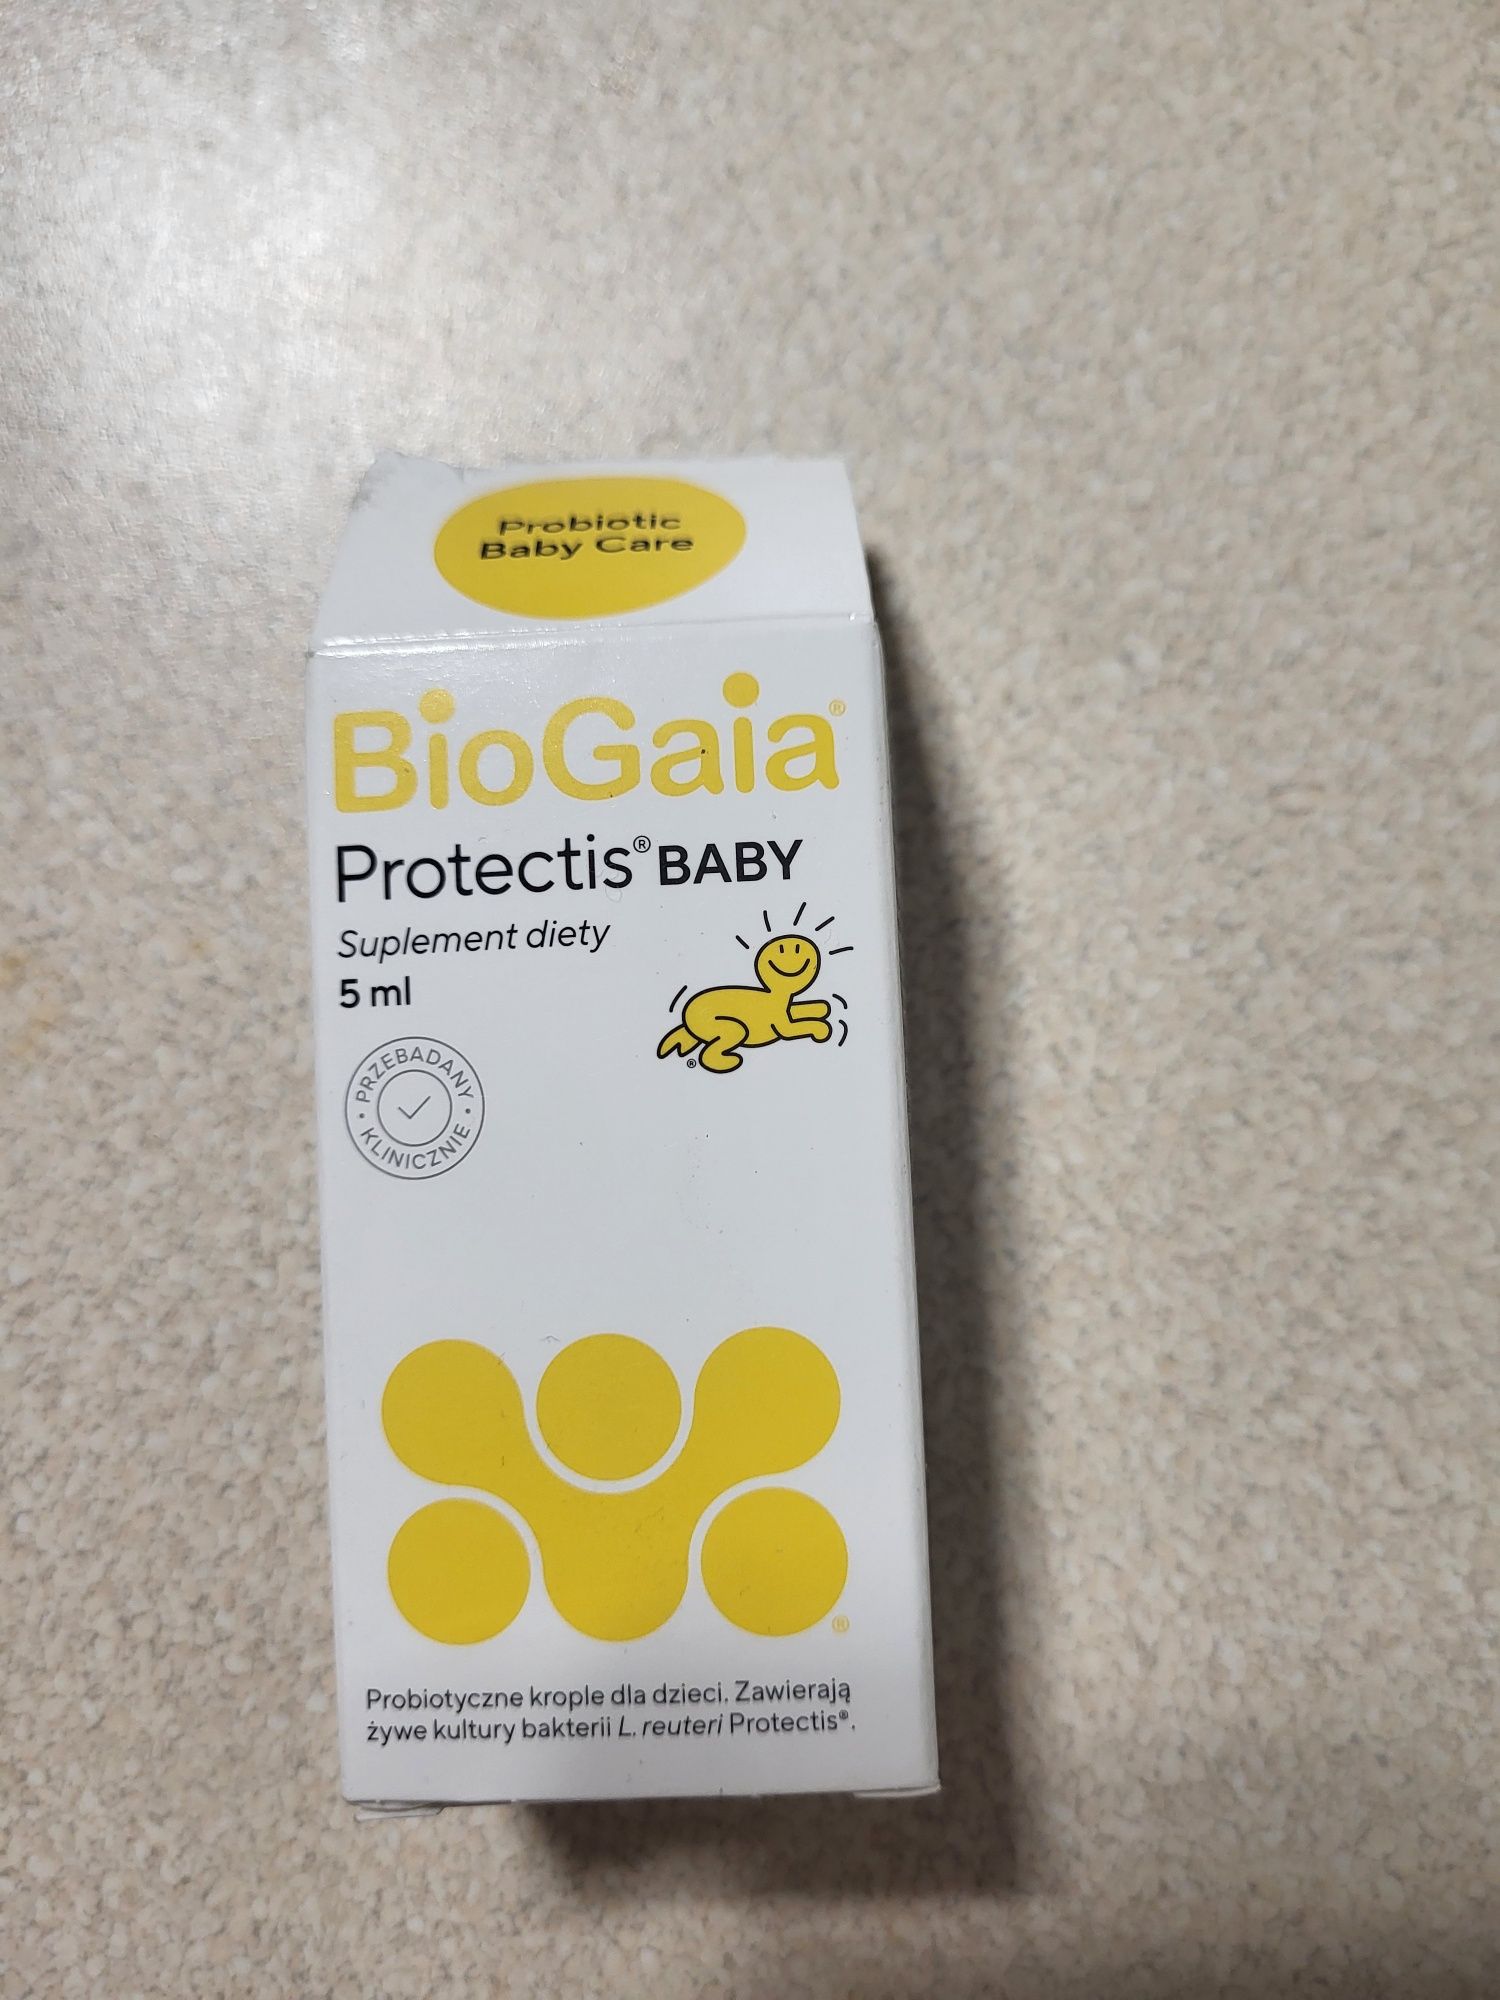 Probiotic
Baby Care
BioGaia®
Protectis® BABY
Suplement diety
5 ml
PRZEBADANY
KLINICZNIE
®
®
Probiotyczne krople dla dzieci. Zawierają
żywe kultury bakterii L. reuteri Protectis®.